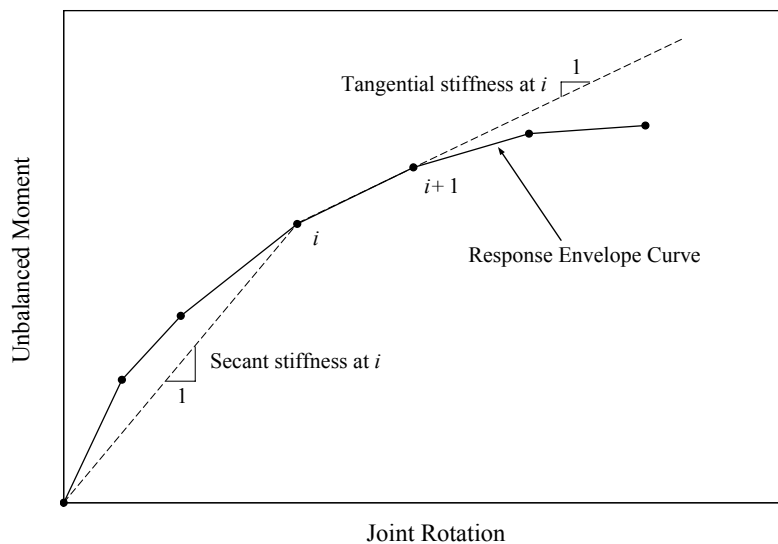 1
Tangential stiffness at i
i + 1
i
Response Envelope Curve
Secant stiffness at i
1
Unbalanced Moment
Joint Rotation